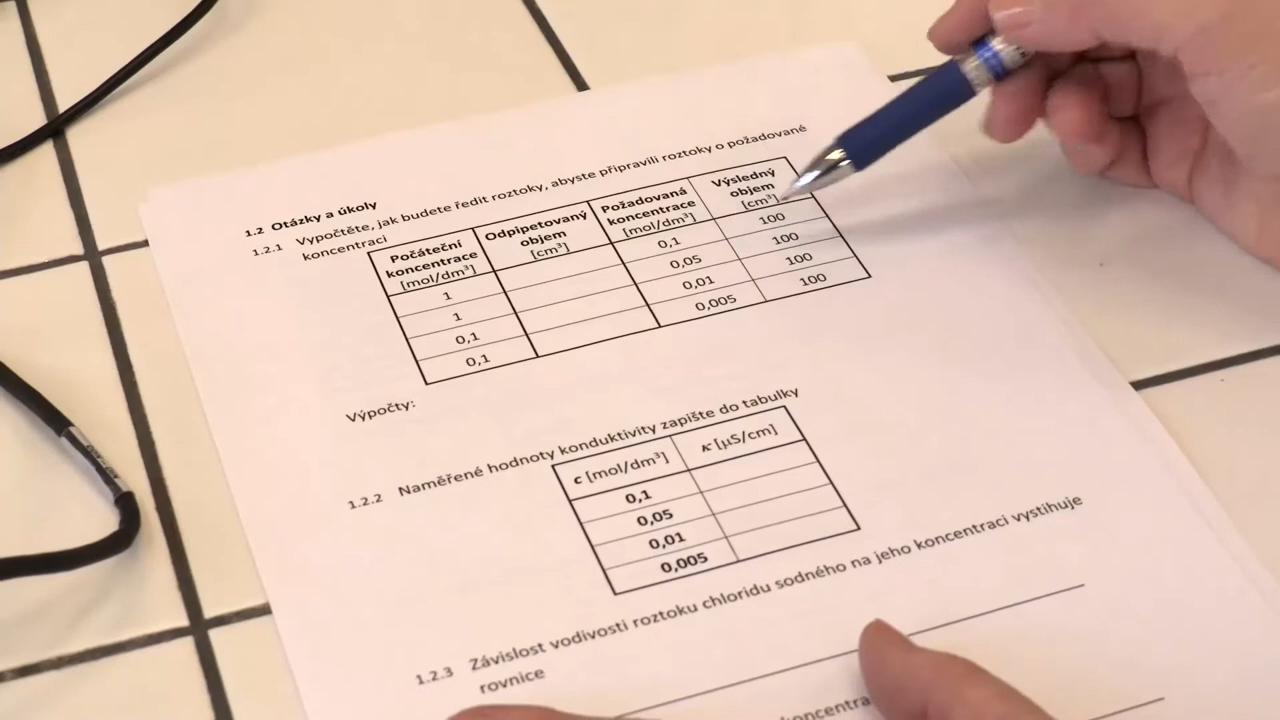 1.2 Otázky a úkoly
1.2.1 Vypočtěte, jak budete ředit roztoky, abyste připravili roztoky o požadované
koncentraci
Počáteční koncentrace [mol/dm³] Odpipetovaný objem [cm³] Požadovaná koncentrace [mol/dm³] Výsledný objem [cm³]
1 0,1 100
1 0,05 100
0,1 0,01 100
0,1 0,005 100
Výpočty:
1.2.2 Naměřené hodnoty konduktivity zapište do tabulky
c [mol/dm³] κ [μS/cm]
0,1
0,05
0,01
0,005
1.2.3 Závislost vodivosti roztoku chloridu sodného na jeho koncentraci vystihuje
rovnice